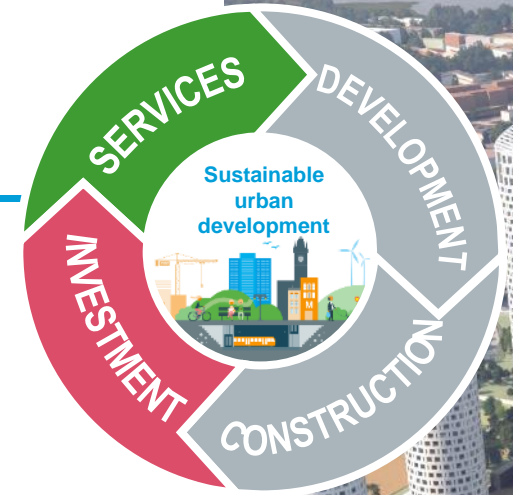 SERVICES
DEVELOPMENT
Sustainable
urban
development
INVESTMENT
CONSTRUCTION
M